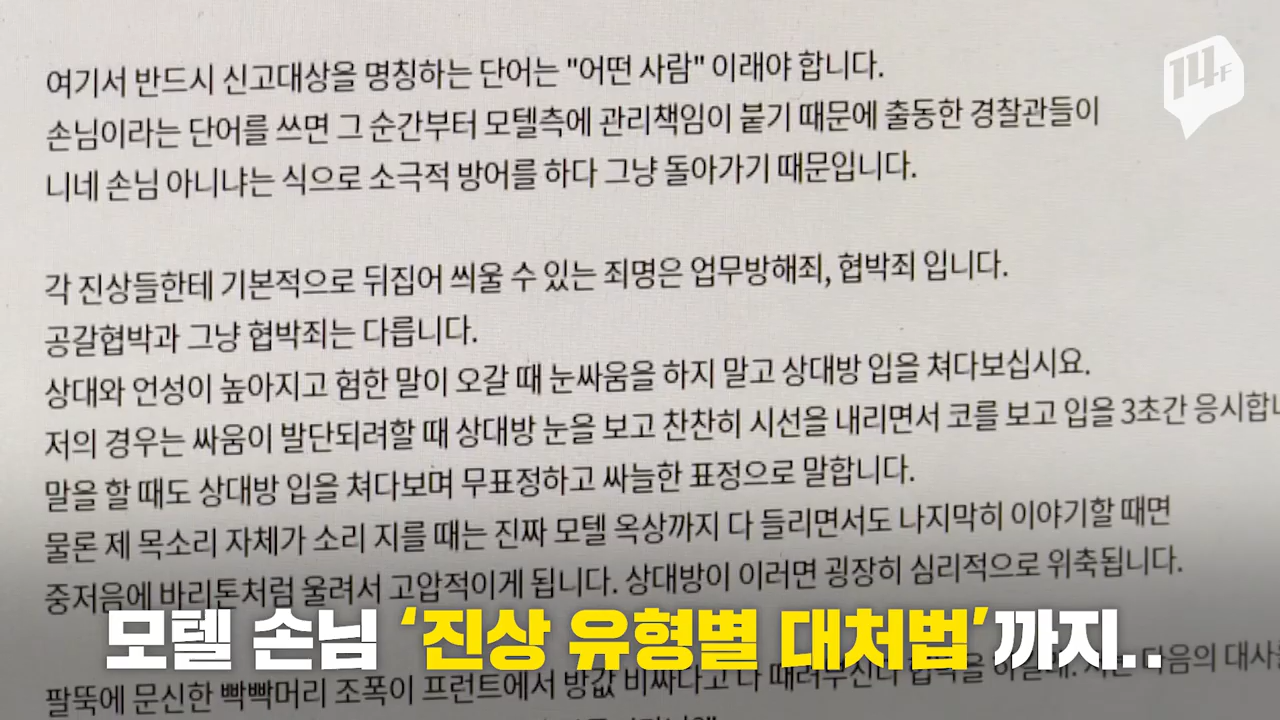 14F
여기서 반드시 신고대상을 명칭하는 단어는 "어떤 사람" 이래야 합니다.
손님이라는 단어를 쓰면 그 순간부터 모텔측에 관리책임이 붙기 때문에 출동한 경찰관들이
니네 손님 아니냐는 식으로 소극적 방어를 하다 그냥 돌아가기 때문입니다.
각 진상들한테 기본적으로 뒤집어 씌울 수 있는 죄명은 업무방해죄, 협박죄 입니다.
공갈협박과 그냥 협박죄는 다릅니다.
상대와 언성이 높아지고 험한 말이 오갈 때 눈싸움을 하지 말고 상대방 입을 쳐다보십시요.
저의 경우는 싸움이 발단되려할 때 상대방 눈을 보고 찬찬히 시선을 내리면서 코를 보고 입을 3초간 응시합니
말을 할 때도 상대방 입을 쳐다보며 무표정하고 싸늘한 표정으로 말합니다.
물론 제 목소리 자체가 소리 지를 때는 진짜 모텔 옥상까지 다 들리면서도 나지막히 이야기할 때면
중저음에 바리톤처럼 울려서 고압적이게 됩니다. 상대방이 이러면 굉장히 심리적으로 위축됩니다.
모텔 손님 ‘진상 유형별 대처법’까지..
팔뚝에 문신한 빡빡머리 조폭이 프런트에서 방값 비싸다고 다 때려부신다 협박을 다음의 대사를